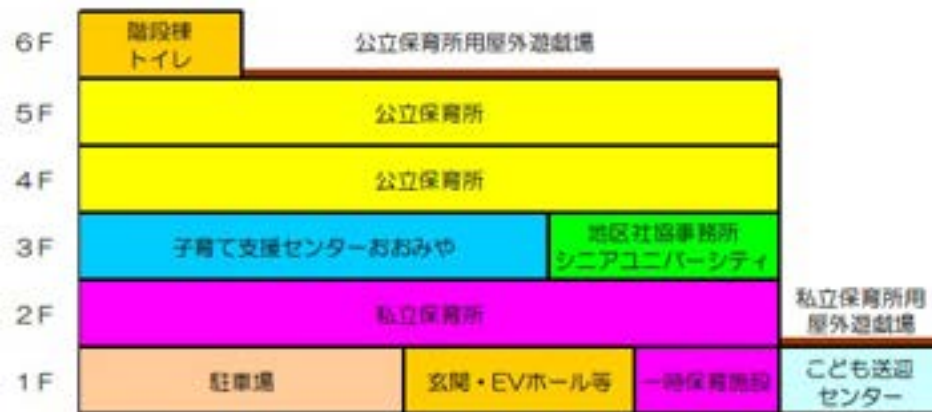 6F
階段棟
トイレ
公立保育所用屋外遊戯場
5F
公立保育所
4F
公立保育所
3F
子育て支援センターおおみや
地区社協事務所
シニアユニバーシティ
2F
私立保育所
私立保育所用
屋外遊戯場
1F
駐車場
玄関・EVホール等
一時保育施設
こども送迎
センター